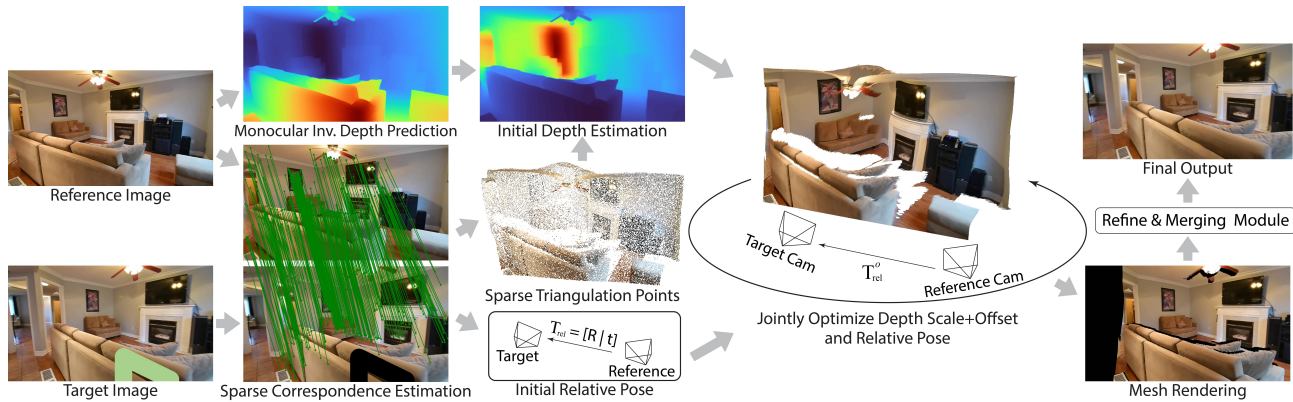 Reference Image
Monocular Inv. Depth Prediction
Initial Depth Estimation
Target Image
Sparse Correspondence Estimation
Sparse Triangulation Points
T_rel = [R | t]
Target
Reference
Initial Relative Pose
Target Cam
T^o_rel
Reference Cam
Jointly Optimize Depth Scale+Offset
and Relative Pose
Final Output
Refine & Merging Module
Mesh Rendering